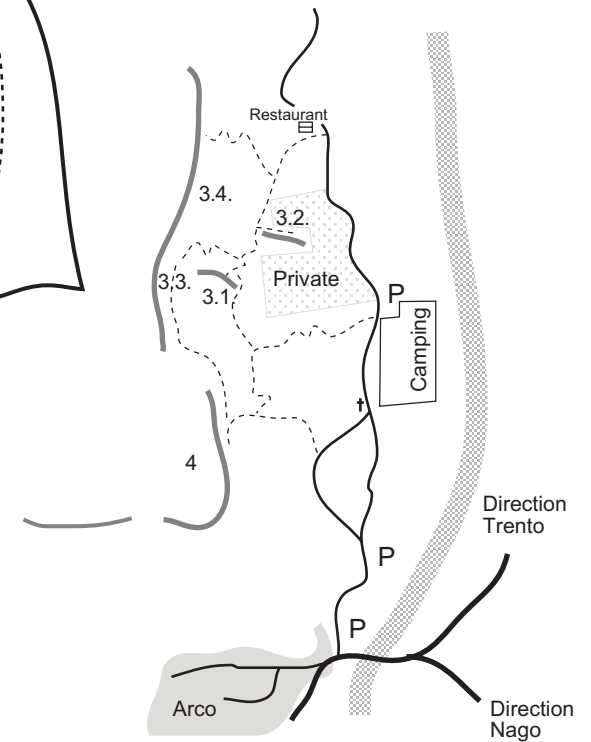 Restaurant
3.4.
3.2.
3.3.
3.1
Private
P
Camping
4
Direction
Trento
P
P
Arco
Direction
Nago